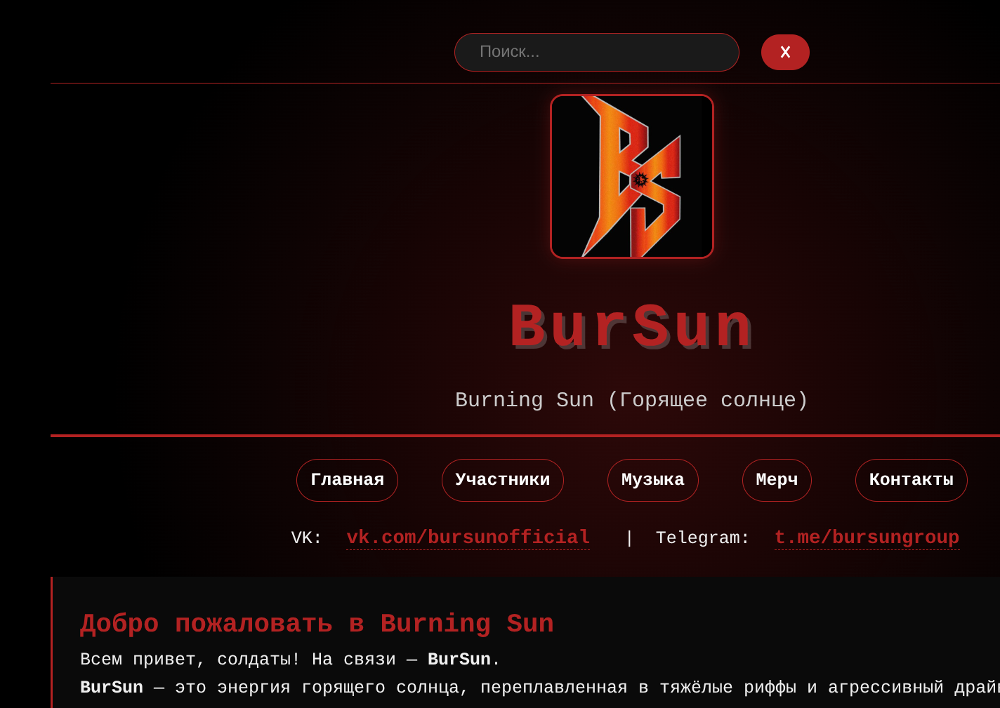 Поиск... X
BS
BurSun
Burning Sun (Горящее солнце)
Главная Участники Музыка Мерч Контакты
VK: vk.com/bursunofficial | Telegram: t.me/bursungroup
Добро пожаловать в Burning Sun
Всем привет, солдаты! На связи — BurSun.
BurSun — это энергия горящего солнца, переплавленная в тяжёлые риффы и агрессивный